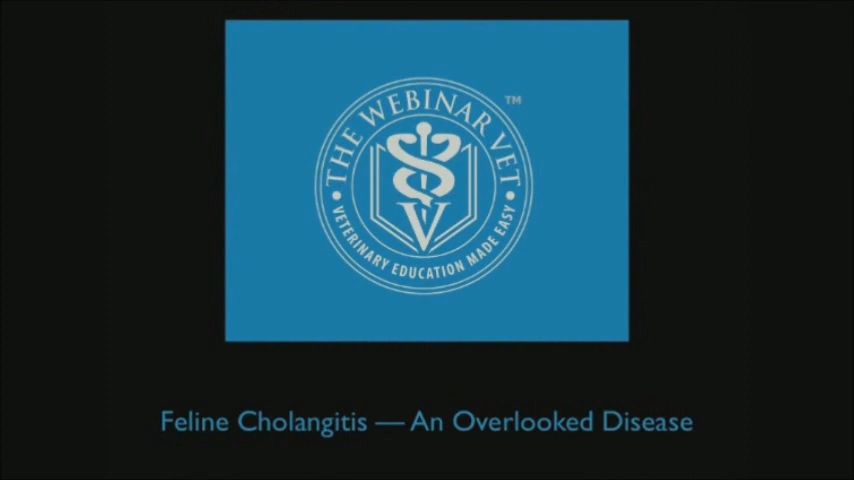 THE WEBINAR VET
TM
V
VETERINARY EDUCATION MADE EASY
Feline Cholangitis — An Overlooked Disease